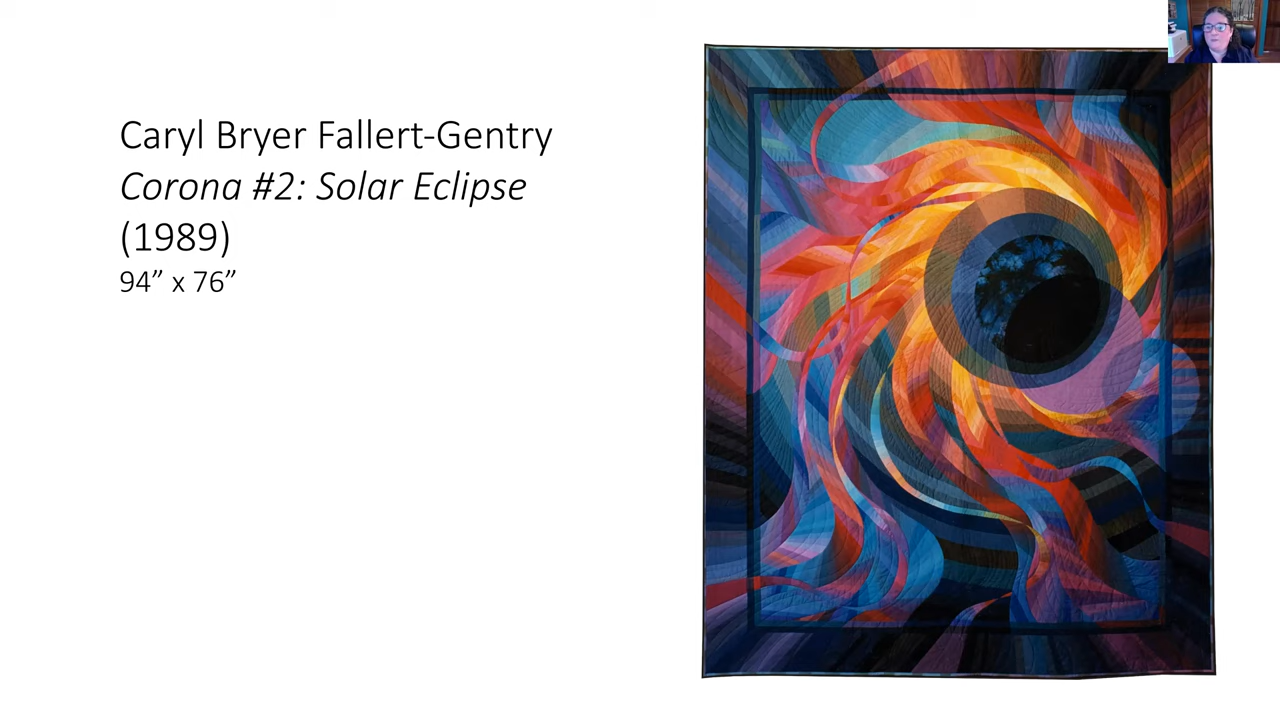 Caryl Bryer Fallert-Gentry
Corona #2: Solar Eclipse
(1989)
94” x 76”